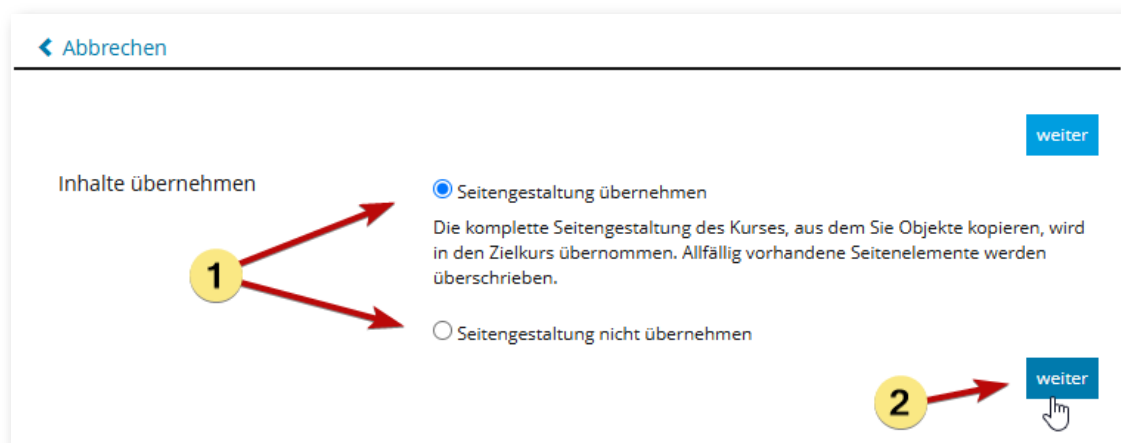 Abbrechen
weiter
Inhalte übernehmen
Seitengestaltung übernehmen
Die komplette Seitengestaltung des Kurses, aus dem Sie Objekte kopieren, wird
in den Zielkurs übernommen. Allfällig vorhandene Seitenelemente werden
überschrieben.
1
Seitengestaltung nicht übernehmen
weiter
2